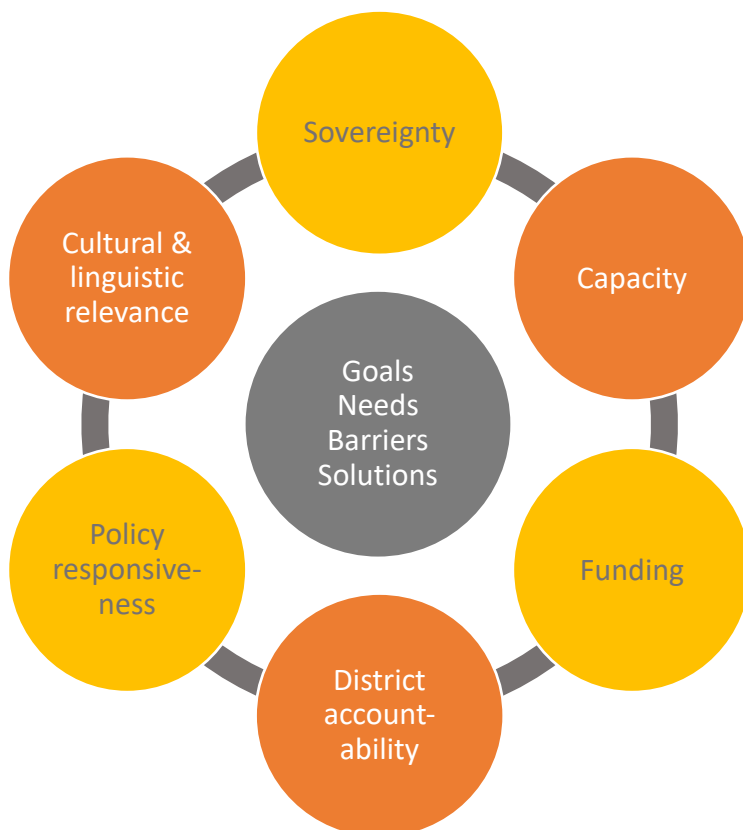 Sovereignty
Cultural &
linguistic
relevance
Capacity
Goals
Needs
Barriers
Solutions
Policy
responsive-
ness
Funding
District
account-
ability